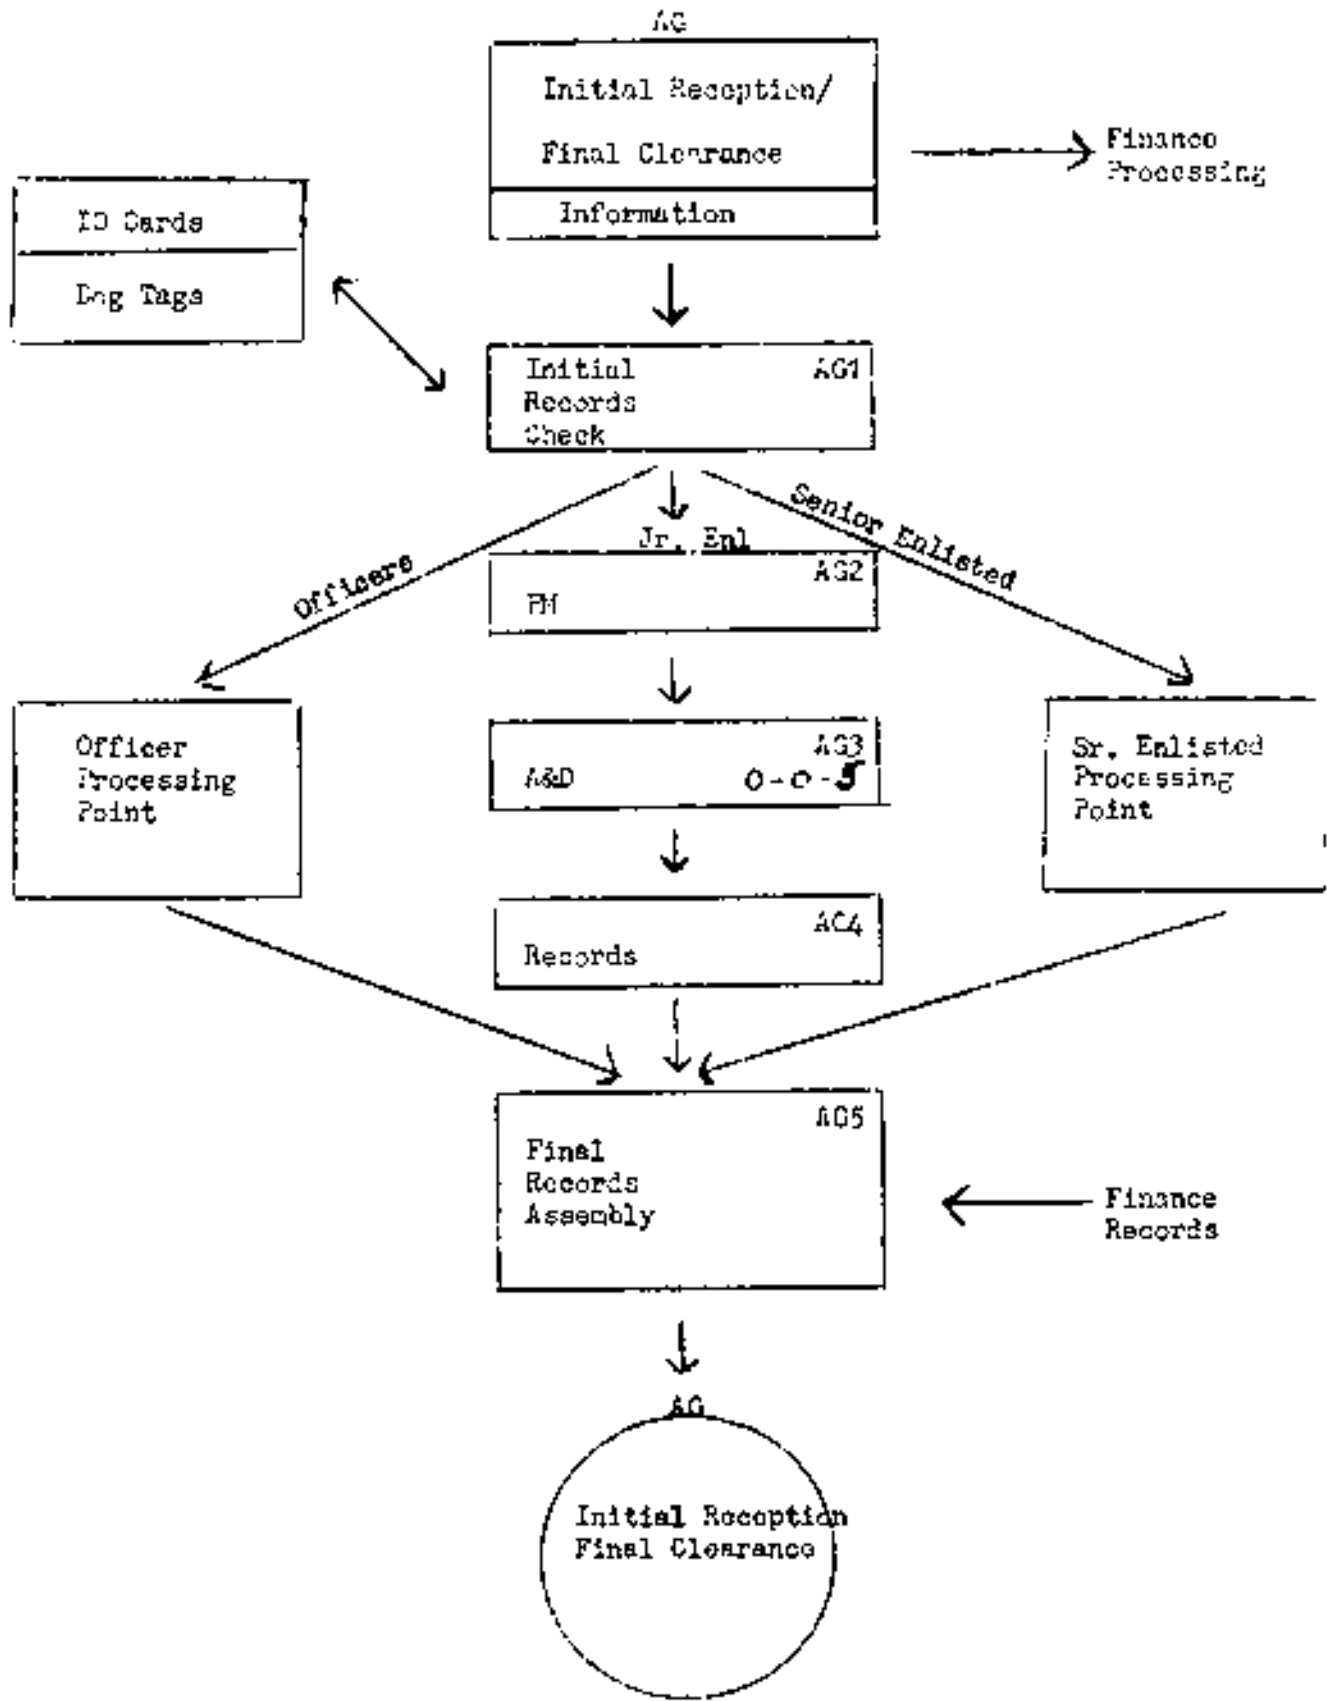 AG
Initial Reception/
Final Clearance
Information
Finance
Processing
ID Cards
Dog Tags
Initial AG1
Records
Check
Officers
Jr. Enl
Senior Enlisted
AG2
PM
AG3
A&D 0-0-5
Officer
Processing
Point
Sr. Enlisted
Processing
Point
AG4
Records
AG5
Final
Records
Assembly
Finance
Records
AG
Initial Reception
Final Clearance